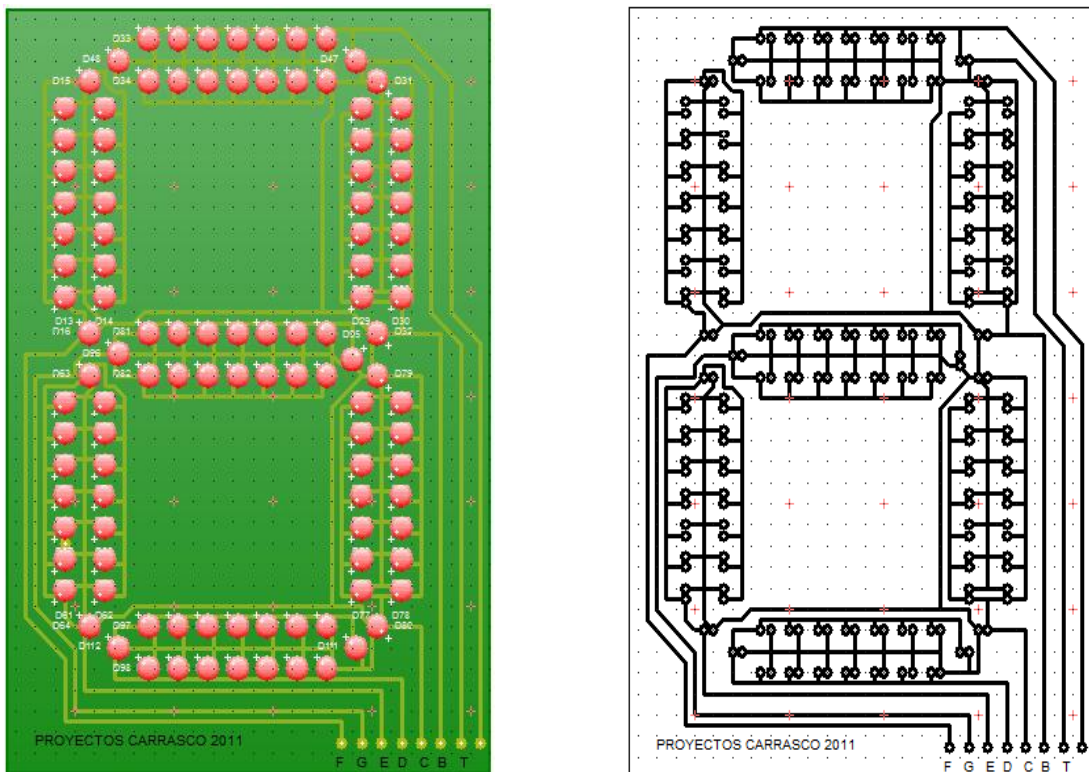 D33
D48
D47
D15
D34
D31
D13
D14
D29
D30
D16
D81
D95
D32
D96
D63
D82
D79
D61
D62
D77
D78
D64
D97
D80
D112
D111
D98
PROYECTOS CARRASCO 2011
F G E D C B T
PROYECTOS CARRASCO 2011
F G E D C B T